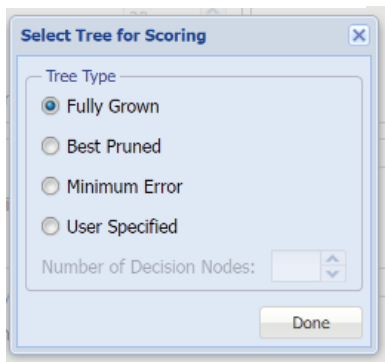 Select Tree for Scoring
Tree Type
Fully Grown
Best Pruned
Minimum Error
User Specified
Number of Decision Nodes:
Done